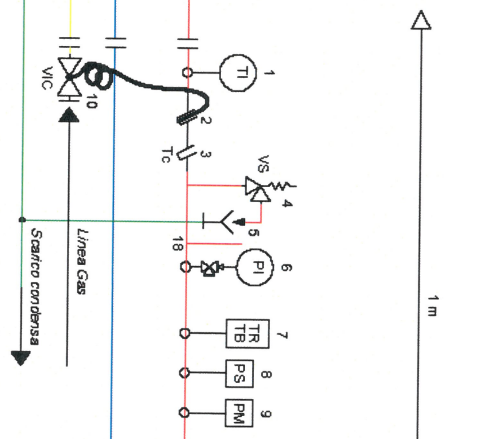 TI
1
VIC
10
2
3
Tc
VS
4
5
18
PI
6
Linea Gas
Scarico condensa
1 m
TR
TB
7
PS
8
PM
9